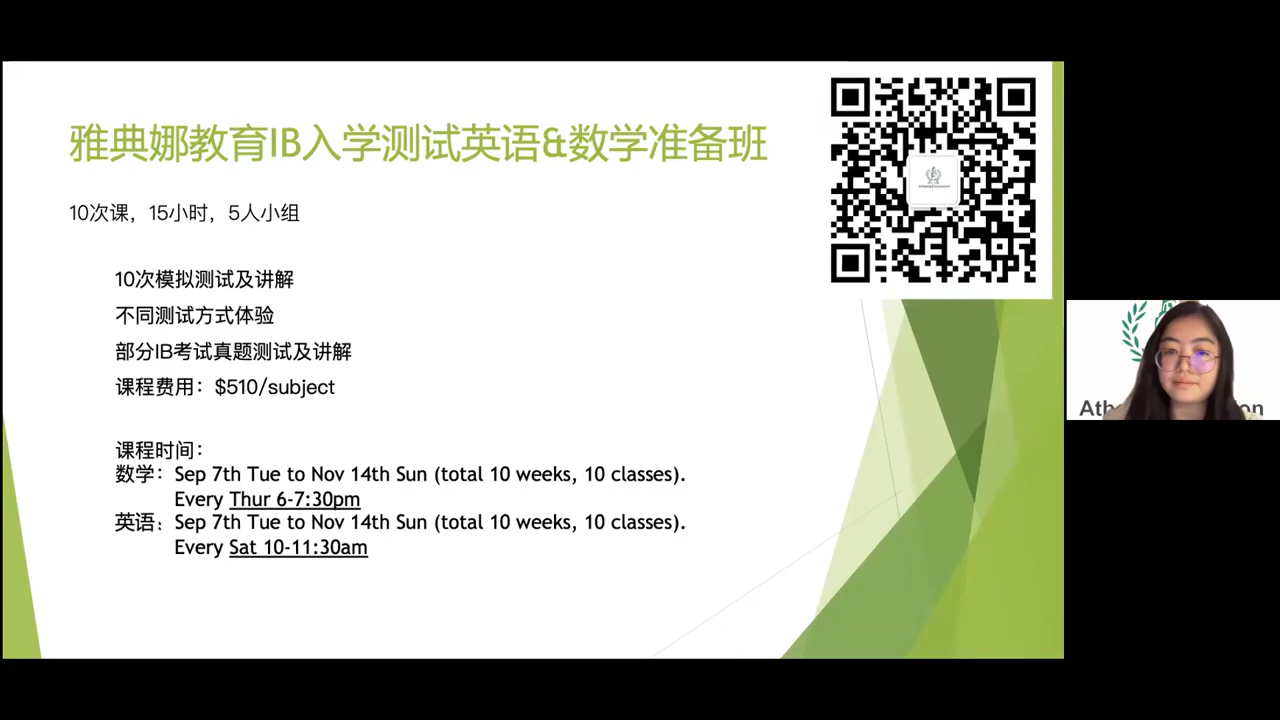 雅典娜教育IB入学测试英语&数学准备班
10次课，15小时，5人小组
10次模拟测试及讲解
不同测试方式体验
部分IB考试真题测试及讲解
课程费用：$510/subject
课程时间：
数学：Sep 7th Tue to Nov 14th Sun (total 10 weeks, 10 classes).
Every Thur 6-7:30pm
英语：Sep 7th Tue to Nov 14th Sun (total 10 weeks, 10 classes).
Every Sat 10-11:30am
Ath
on